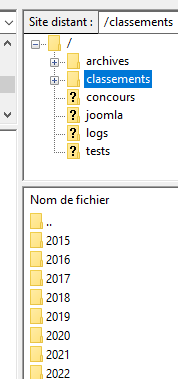 Site distant : /classements
/
archives
classements
? concours
? joomla
? logs
? tests
Nom de fichier
..
2015
2016
2017
2018
2019
2020
2021
2022